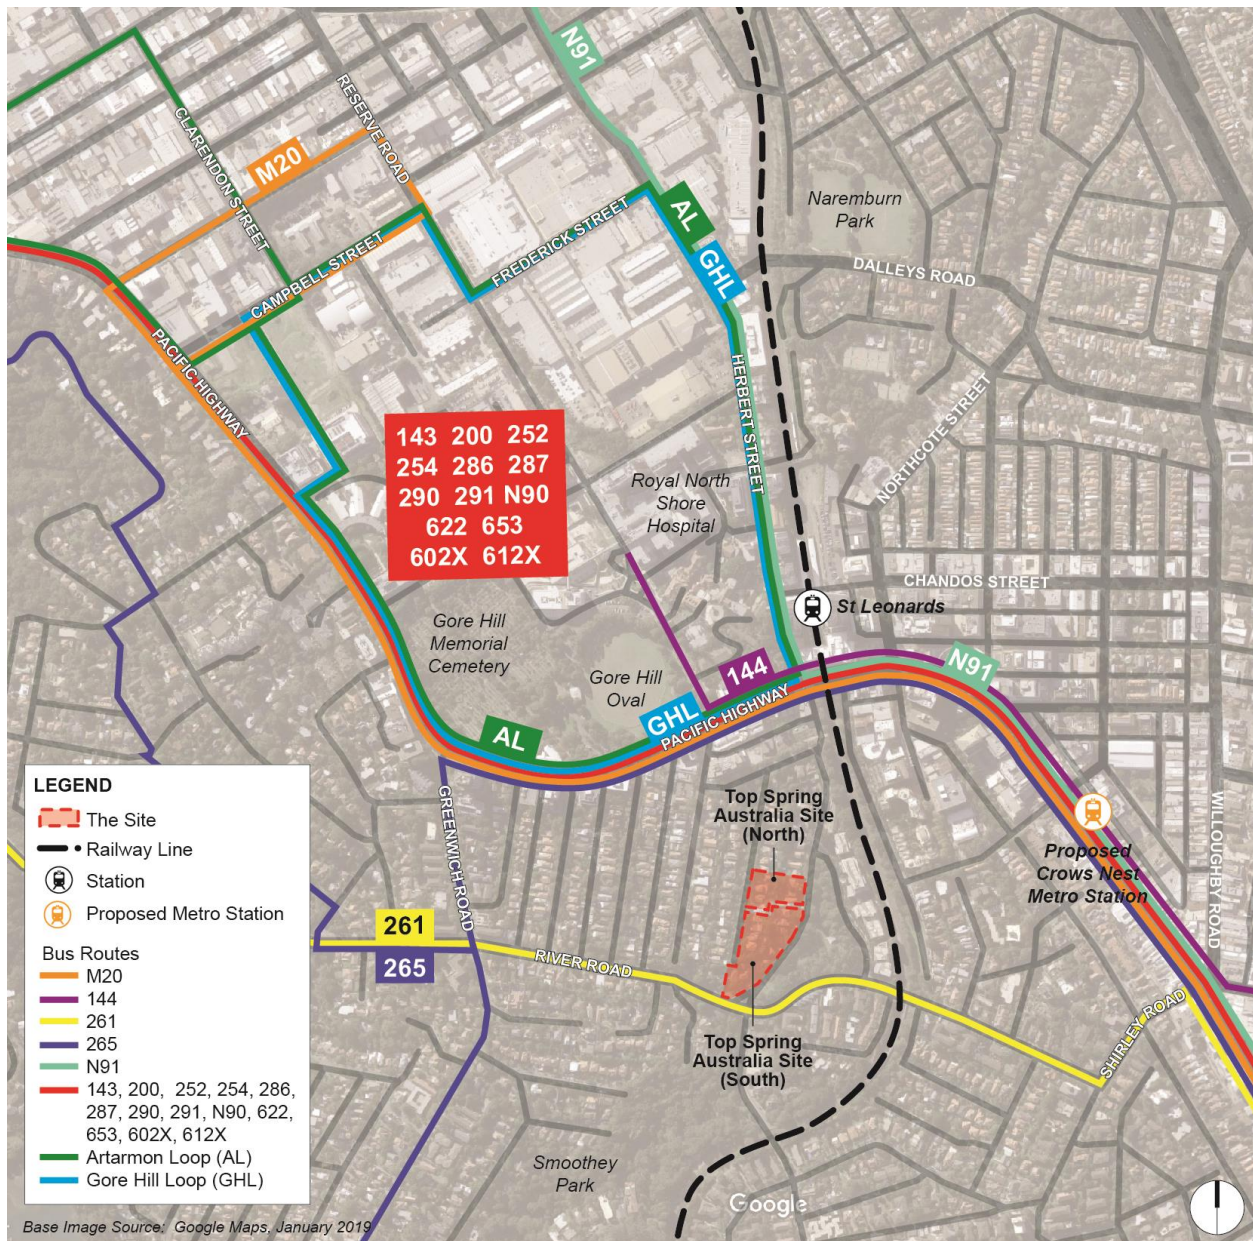 N91
RESERVE ROAD
CLARENDON STREET
M20
Naremburn
Park
AL
FREDERICK STREET
GHL
DALLEYS ROAD
CAMPBELL STREET
PACIFIC HIGHWAY
HERBERT STREET
NORTHCOTE STREET
143 200 252
254 286 287
290 291 N90
622 653
602X 612X
Royal North
Shore
Hospital
CHANDOS STREET
St Leonards
Gore Hill
Memorial
Cemetery
Gore Hill
Oval
144
N91
GHL
PACIFIC HIGHWAY
AL
GREENWICH ROAD
Top Spring
Australia Site
(North)
WILLOUGHBY ROAD
Proposed
Crows Nest
Metro Station
261
265
RIVER ROAD
Top Spring
Australia Site
(South)
SHIRLEY ROAD
Smoothey
Park
Google
LEGEND
The Site
Railway Line
Station
Proposed Metro Station
Bus Routes
M20
144
261
265
N91
143, 200, 252, 254, 286,
287, 290, 291, N90, 622,
653, 602X, 612X
Artarmon Loop (AL)
Gore Hill Loop (GHL)
Base Image Source: Google Maps, January 2019